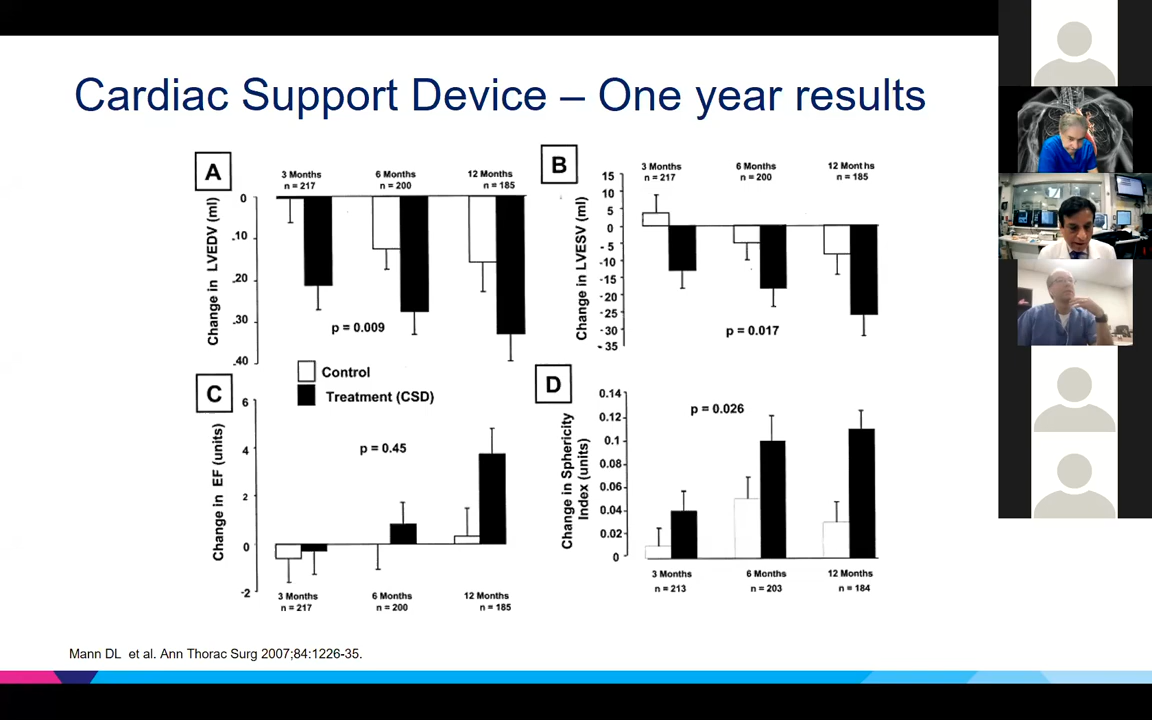 Cardiac Support Device – One year results
A
3 Months
n = 217
6 Months
n = 200
12 Months
n = 185
Change in LVEDV (ml)
0
.10
.20
.30
.40
p = 0.009
B
3 Months
n = 217
6 Months
n = 200
12 Months
n = 185
Change in LVESV (ml)
15
10
5
0
- 5
-10
-15
-20
-25
-30
- 35
p = 0.017
Control
Treatment (CSD)
C
Change in EF (units)
6
4
2
0
-2
p = 0.45
3 Months
n = 217
6 Months
n = 200
12 Months
n = 185
D
Change in Sphericity
Index (units)
0.14
0.12
0.1
0.08
0.06
0.04
0.02
0
p = 0.026
3 Months
n = 213
6 Months
n = 203
12 Months
n = 184
Mann DL et al. Ann Thorac Surg 2007;84:1226-35.